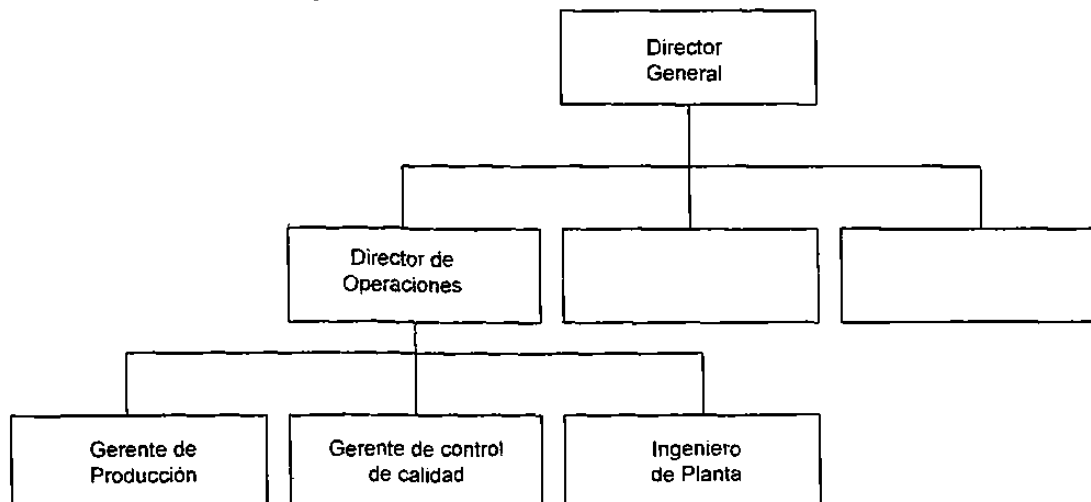 Director
General
Director de
Operaciones
Gerente de
Producción
Gerente de control
de calidad
Ingeniero
de Planta